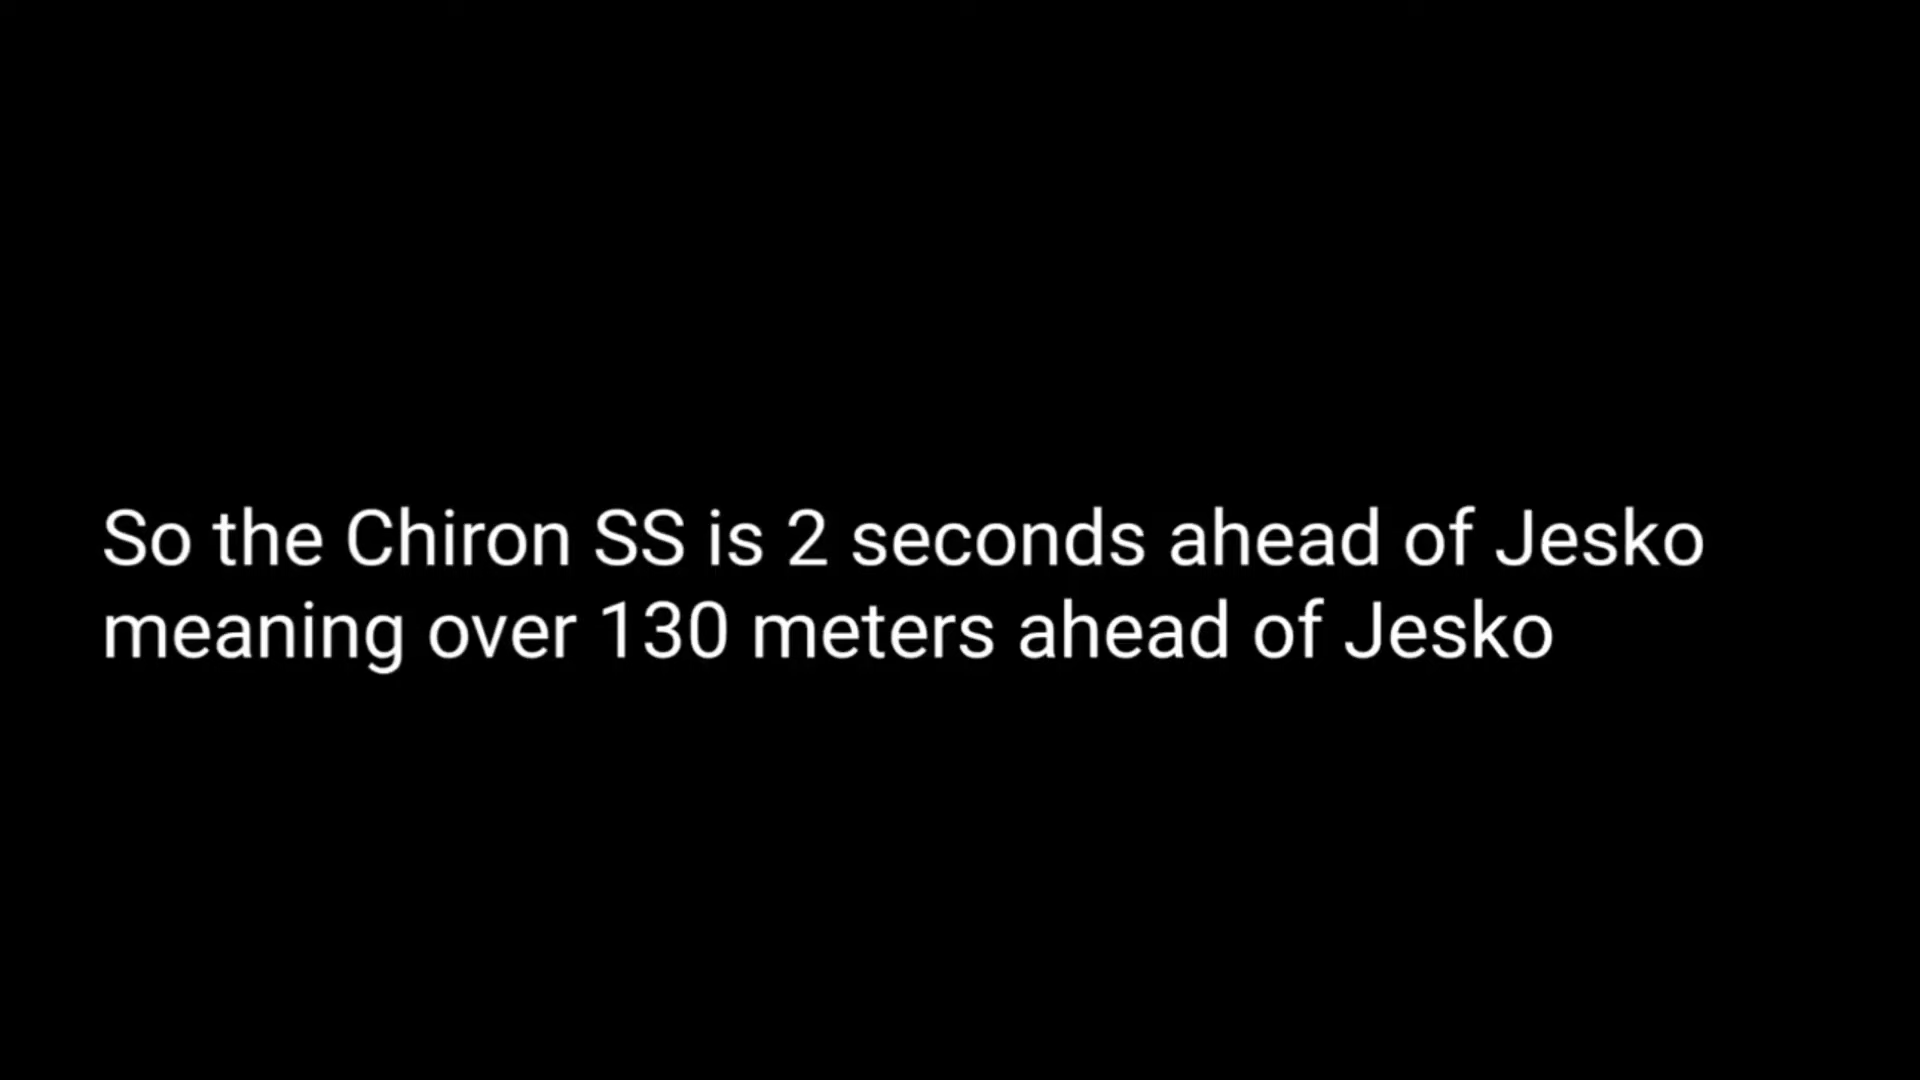 So the Chiron SS is 2 seconds ahead of Jesko
meaning over 130 meters ahead of Jesko